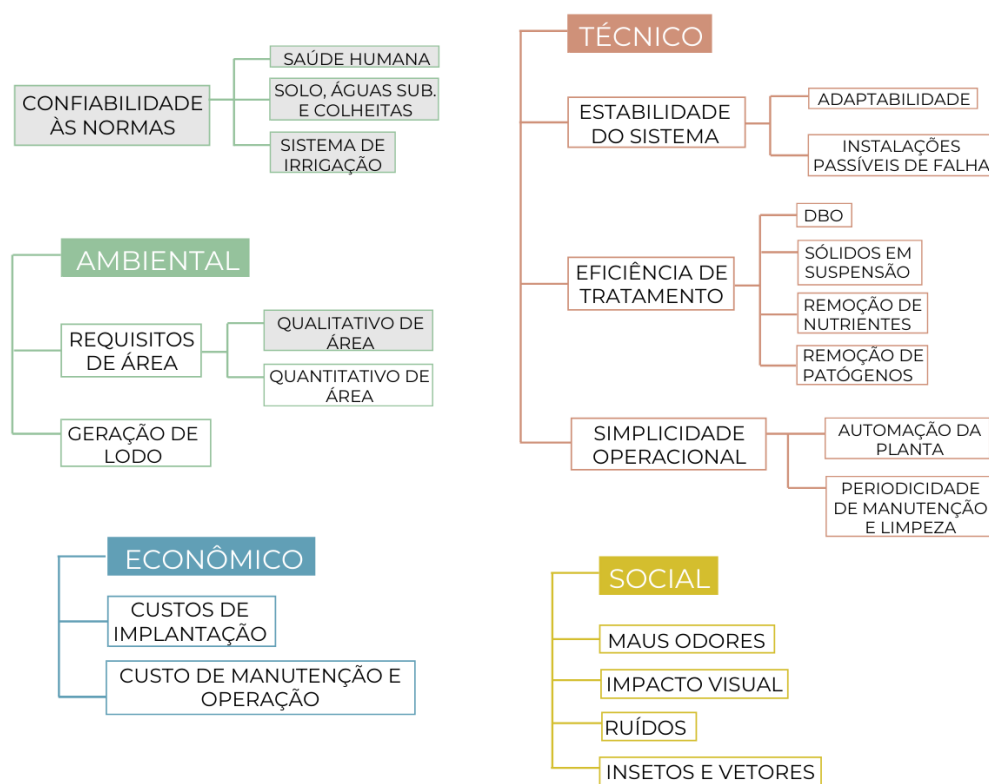 CONFIABILIDADE
ÀS NORMAS
SAÚDE HUMANA
SOLO, ÁGUAS SUB.
E COLHEITAS
SISTEMA DE
IRRIGAÇÃO
AMBIENTAL
REQUISITOS
DE ÁREA
QUALITATIVO DE
ÁREA
QUANTITATIVO DE
ÁREA
GERAÇÃO DE
LODO
ECONÔMICO
CUSTOS DE
IMPLANTAÇÃO
CUSTO DE MANUTENÇÃO E
OPERAÇÃO
TÉCNICO
ESTABILIDADE
DO SISTEMA
ADAPTABILIDADE
INSTALAÇÕES
PASSÍVEIS DE FALHA
EFICIÊNCIA DE
TRATAMENTO
DBO
SÓLIDOS EM
SUSPENSÃO
REMOÇÃO DE
NUTRIENTES
REMOÇÃO DE
PATÓGENOS
SIMPLICIDADE
OPERACIONAL
AUTOMAÇÃO DA
PLANTA
PERIODICIDADE
DE MANUTENÇÃO
E LIMPEZA
SOCIAL
MAUS ODORES
IMPACTO VISUAL
RUÍDOS
INSETOS E VETORES